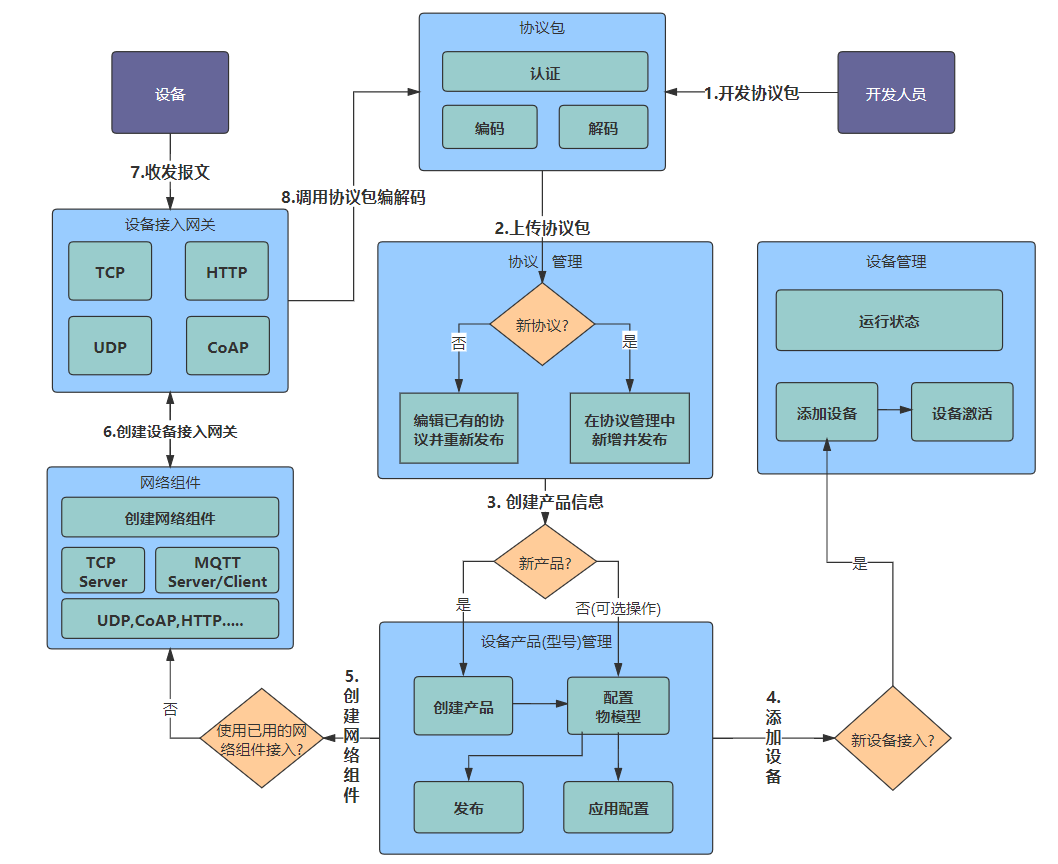 协议包
认证
编码
解码
1.开发协议包
开发人员
设备
7.收发报文
8.调用协议包编解码
2.上传协议包
设备接入网关
TCP
HTTP
UDP
CoAP
协议 管理
新协议?
否
是
编辑已有的协
议并重新发布
在协议管理中
新增并发布
设备管理
运行状态
添加设备
设备激活
6.创建设备接入网关
网络组件
创建网络组件
TCP
Server
MQTT
Server/Client
UDP,CoAP,HTTP.....
3. 创建产品信息
新产品?
是
否(可选操作)
设备产品(型号)管理
创建产品
配置
物模型
发布
应用配置
5.
创
建
网
络
组
件
使用已用的网
络组件接入?
否
4.
添
加
设
备
新设备接入?
是